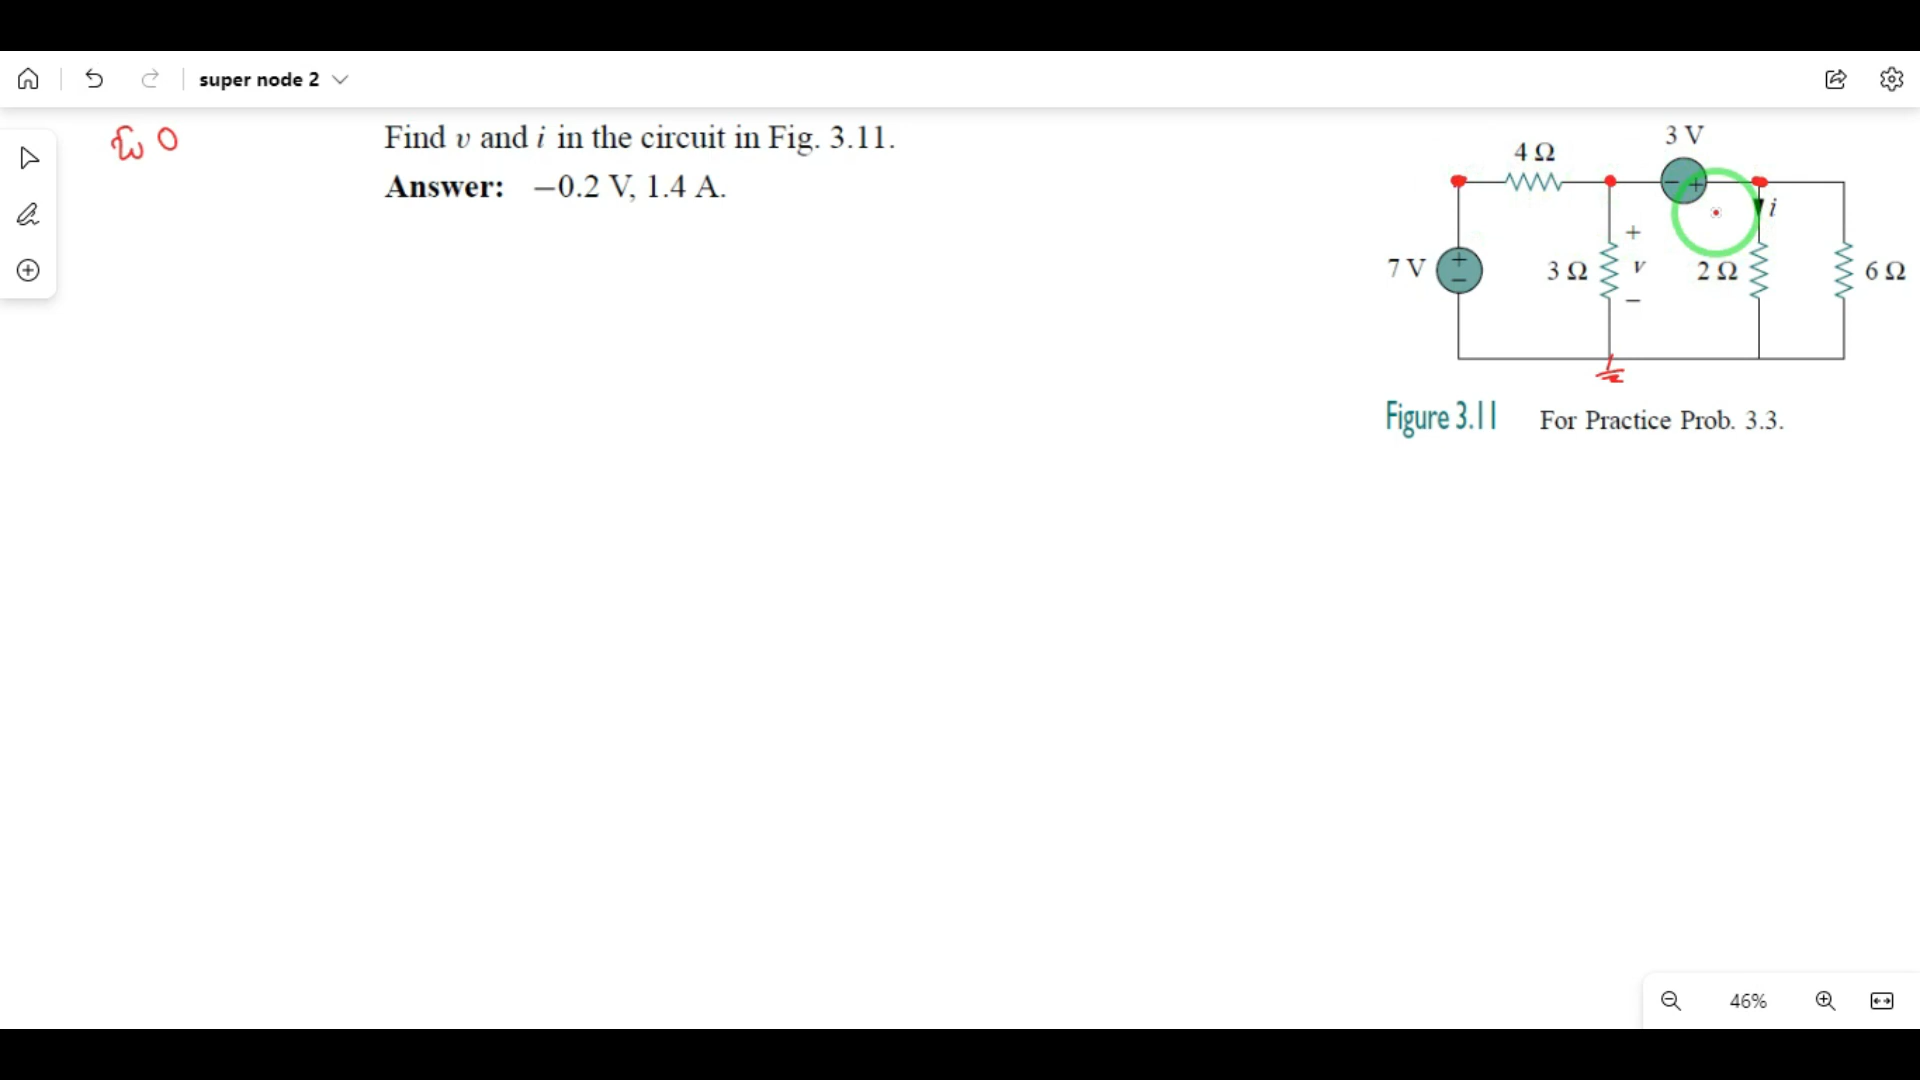 super node 2
Find v and i in the circuit in Fig. 3.11.
Answer: −0.2 V, 1.4 A.
3 V
4 Ω
i
+
7 V
3 Ω
v
2 Ω
6 Ω
−
Figure 3.11 For Practice Prob. 3.3.
46%